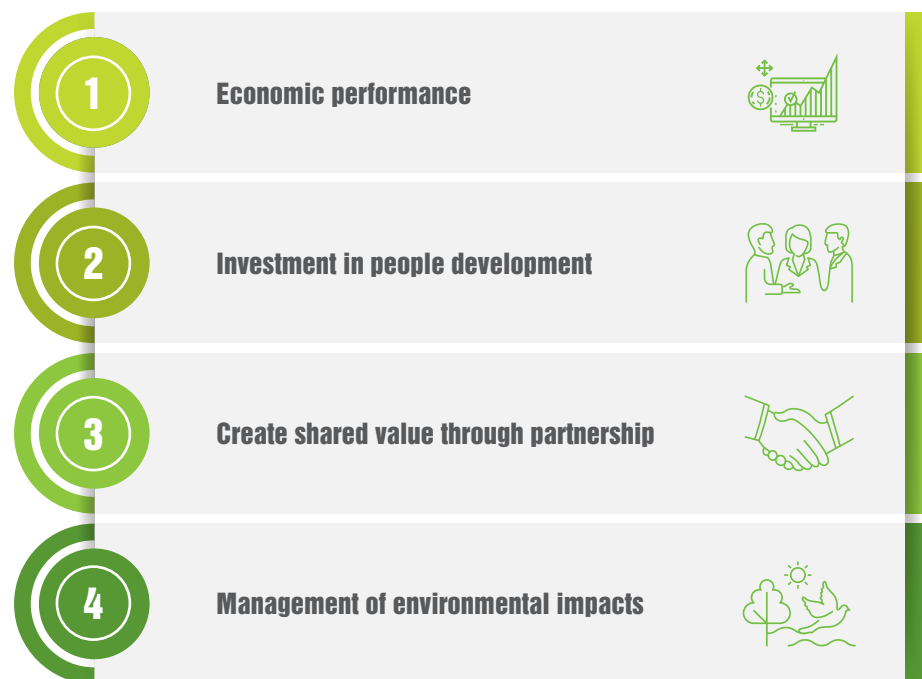 1
Economic performance
2
Investment in people development
3
Create shared value through partnership
4
Management of environmental impacts